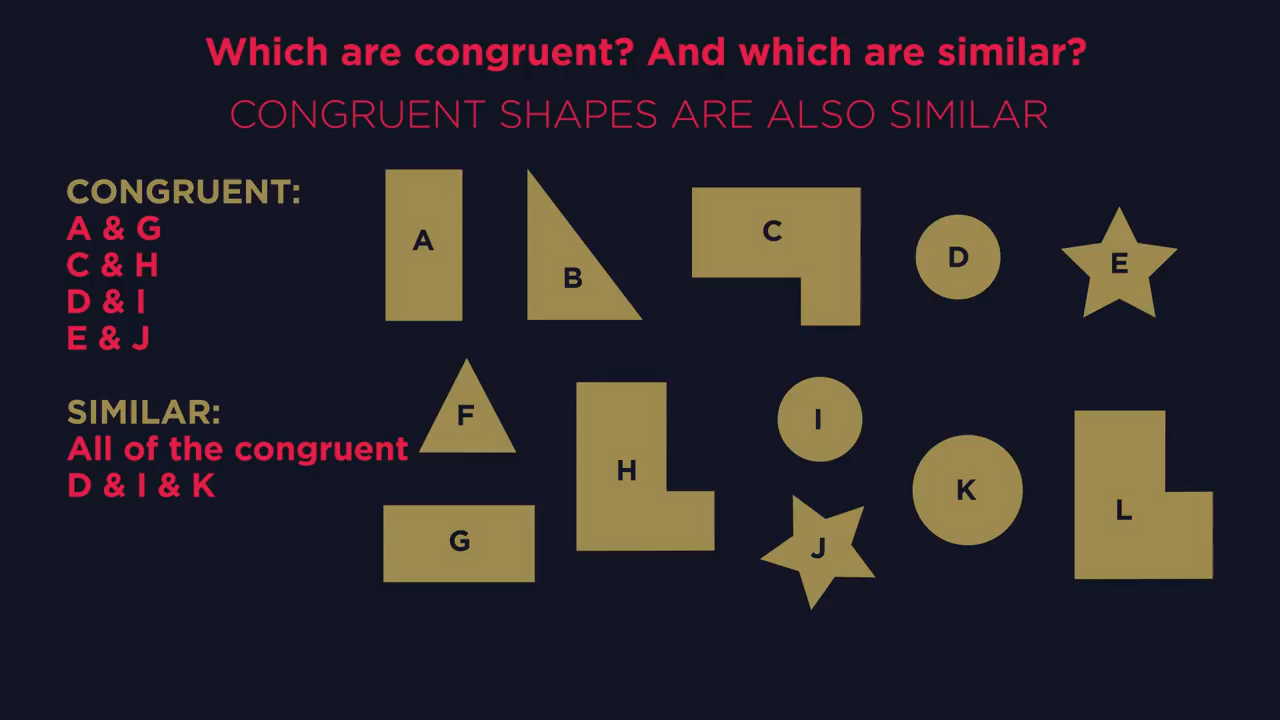 Which are congruent? And which are similar?
CONGRUENT SHAPES ARE ALSO SIMILAR
CONGRUENT:
A & G
C & H
D & I
E & J
SIMILAR:
All of the congruent
D & I & K
A
B
C
D
E
F
G
H
I
J
K
L